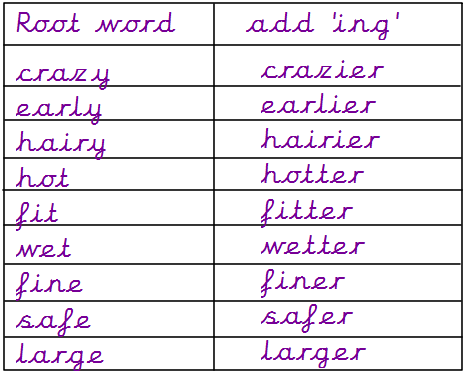 Root word add 'ing'
crazy crazier
early earlier
hairy hairier
hot hotter
fit fitter
wet wetter
fine finer
safe safer
large larger